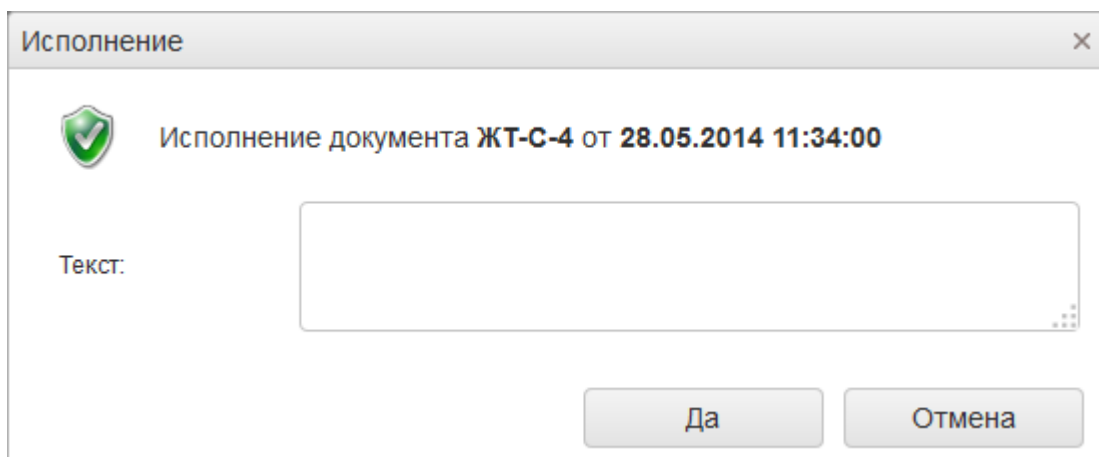 Исполнение
Исполнение документа ЖТ-С-4 от 28.05.2014 11:34:00
Текст:
Да Отмена